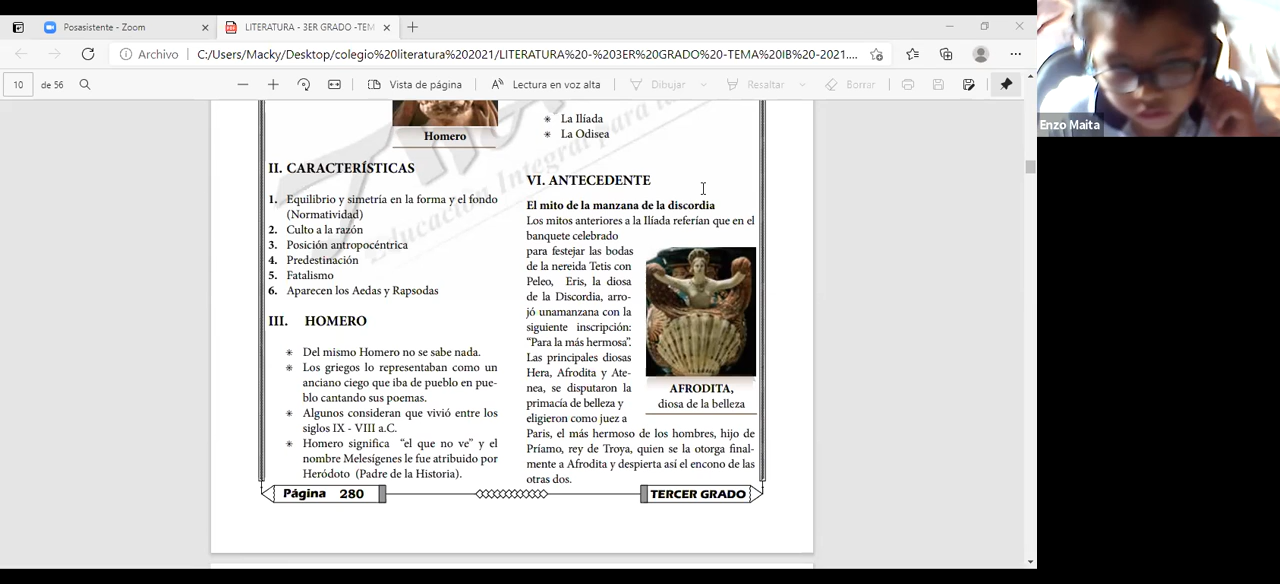 Posasistente - Zoom
LITERATURA - 3ER GRADO -TEM
Archivo
C:/Users/Macky/Desktop/colegio%20literatura%202021/LITERATURA%20-%203ER%20GRADO%20-TEMA%20IB%20-2021....
10
de 56
Vista de página
Lectura en voz alta
Dibujar
Resaltar
Borrar
Enzo Maita
Homero
II. CARACTERÍSTICAS
1. Equilibrio y simetría en la forma y el fondo
(Normatividad)
2. Culto a la razón
3. Posición antropocéntrica
4. Predestinación
5. Fatalismo
6. Aparecen los Aedas y Rapsodas
III. HOMERO
✳ Del mismo Homero no se sabe nada.
✳ Los griegos lo representaban como un
anciano ciego que iba de pueblo en pue-
blo cantando sus poemas.
✳ Algunos consideran que vivió entre los
siglos IX - VIII a.C.
✳ Homero significa "el que no ve" y el
nombre Melesígenes le fue atribuido por
Heródoto (Padre de la Historia).
✳ La Ilíada
✳ La Odisea
VI. ANTECEDENTE
El mito de la manzana de la discordia
Los mitos anteriores a la Ilíada referían que en el
banquete celebrado
para festejar las bodas
de la nereida Tetis con
Peleo, Eris, la diosa
de la Discordia, arro-
jó unamanzana con la
siguiente inscripción:
"Para la más hermosa".
Las principales diosas
Hera, Afrodita y Ate-
nea, se disputaron la
primacía de belleza y
eligieron como juez a
Paris, el más hermoso de los hombres, hijo de
Príamo, rey de Troya, quien se la otorga final-
mente a Afrodita y despierta así el encono de las
otras dos.
AFRODITA,
diosa de la belleza
Página 280
TERCER GRADO
Educación Integral para